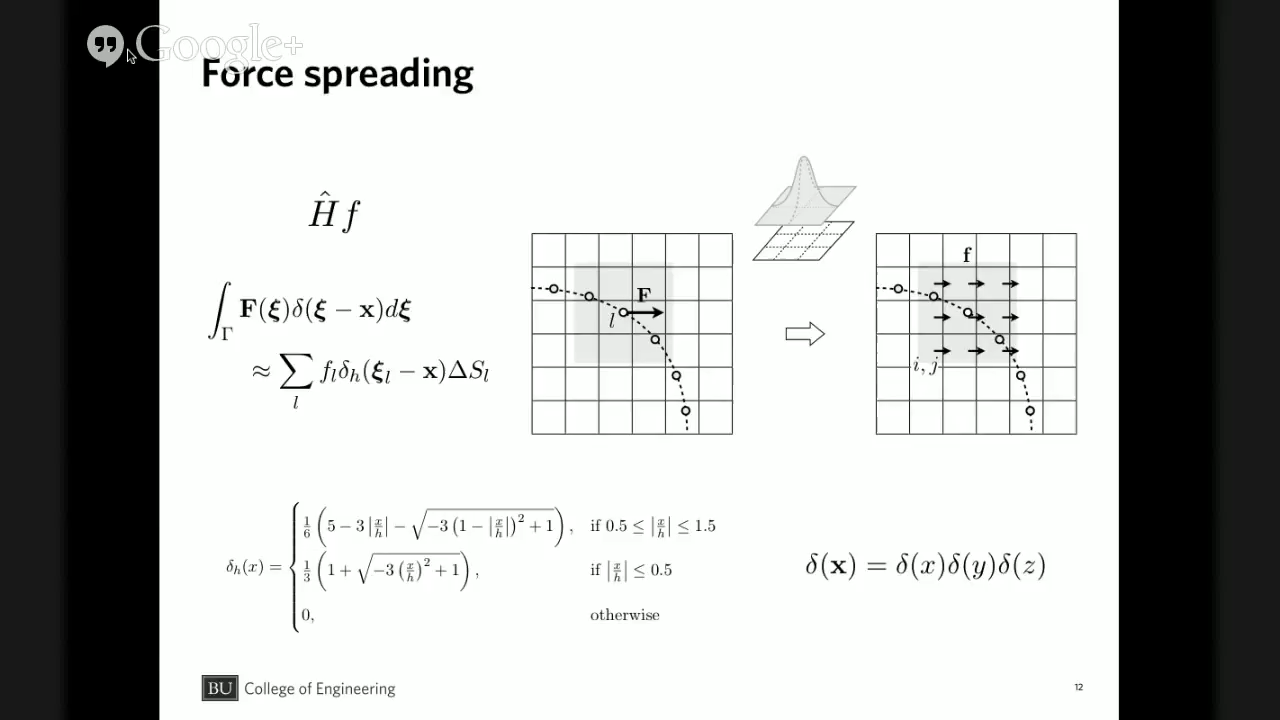 Google+
Force spreading
Ĥf
∫_Γ F(ξ)δ(ξ − x)dξ
≈ ∑_l f_l δ_h(ξ_l − x)ΔS_l
F
l
f
i, j
δ_h(x) = { 1/6 (5 − 3|x/h| − √(−3(1 − |x/h|)² + 1)), if 0.5 ≤ |x/h| ≤ 1.5
1/3 (1 + √(−3(x/h)² + 1)), if |x/h| ≤ 0.5
0, otherwise
δ(x) = δ(x)δ(y)δ(z)
BU College of Engineering
12